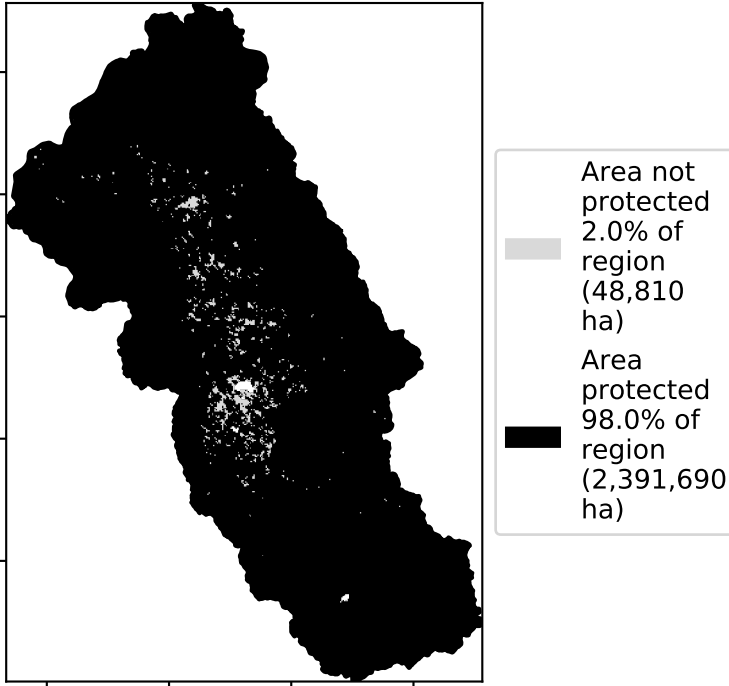 Area not
protected
2.0% of
region
(48,810
ha)
Area
protected
98.0% of
region
(2,391,690
ha)